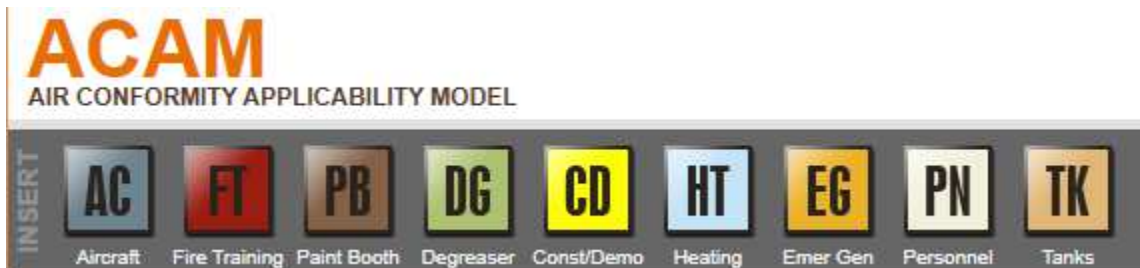 ACAM
AIR CONFORMITY APPLICABILITY MODEL
INSERT
AC FT PB DG CD HT EG PN TK
Aircraft Fire Training Paint Booth Degreaser Const/Demo Heating Emer Gen Personnel Tanks